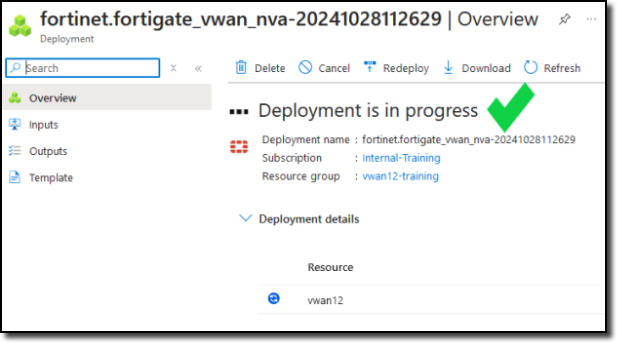 fortinet.fortigate_vwan_nva-20241028112629 | Overview
Deployment
Search
Delete
Cancel
Redeploy
Download
Refresh
Overview
Inputs
Outputs
Template
Deployment is in progress
Deployment name : fortinet.fortigate_vwan_nva-20241028112629
Subscription : Internal-Training
Resource group : vwan12-training
Deployment details
Resource
vwan12